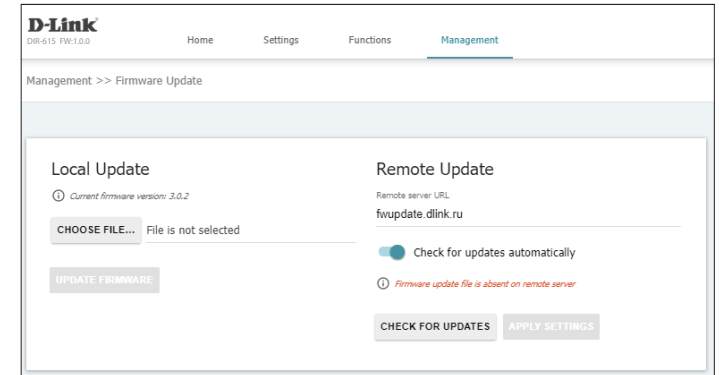 D-Link
DIR-615 FW:1.0.0
Home Settings Functions Management
Management >> Firmware Update
Local Update
Current firmware version: 3.0.2
CHOOSE FILE... File is not selected
UPDATE FIRMWARE
Remote Update
Remote server URL
fwupdate.dlink.ru
Check for updates automatically
Firmware update file is absent on remote server
CHECK FOR UPDATES APPLY SETTINGS